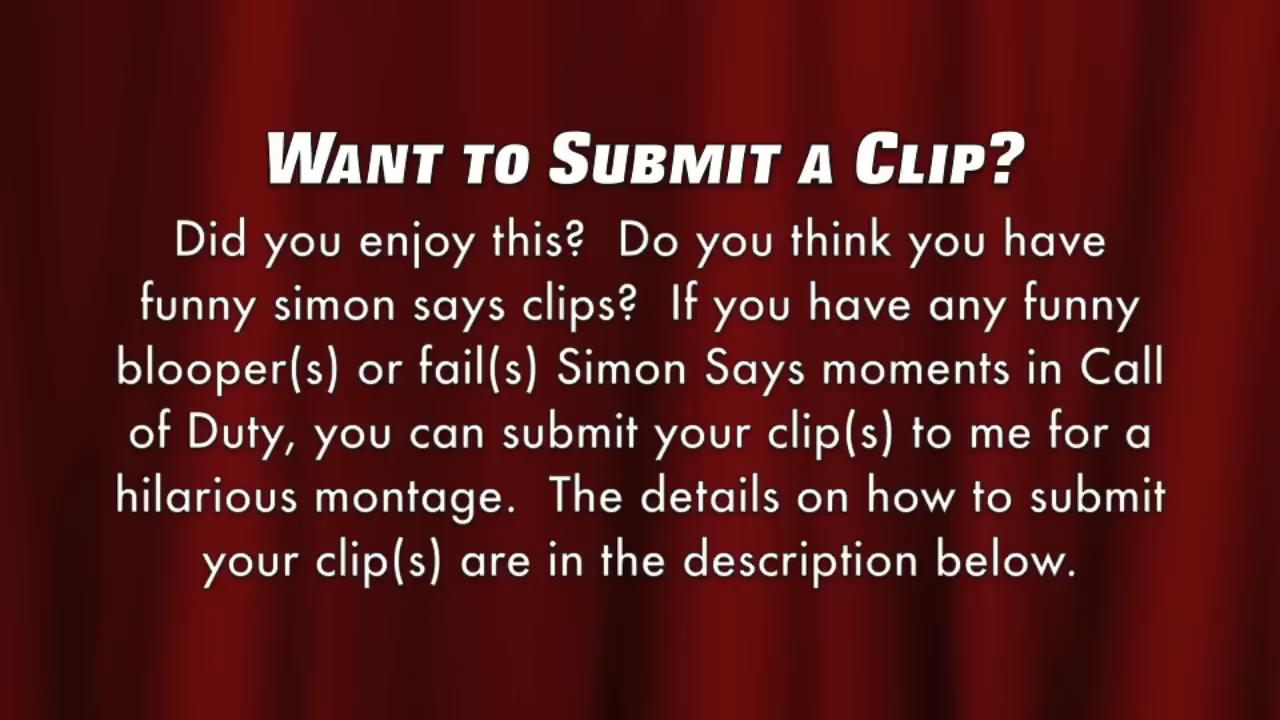 WANT TO SUBMIT A CLIP?
Did you enjoy this?  Do you think you have
funny simon says clips?  If you have any funny
blooper(s) or fail(s) Simon Says moments in Call
of Duty, you can submit your clip(s) to me for a
hilarious montage.  The details on how to submit
your clip(s) are in the description below.